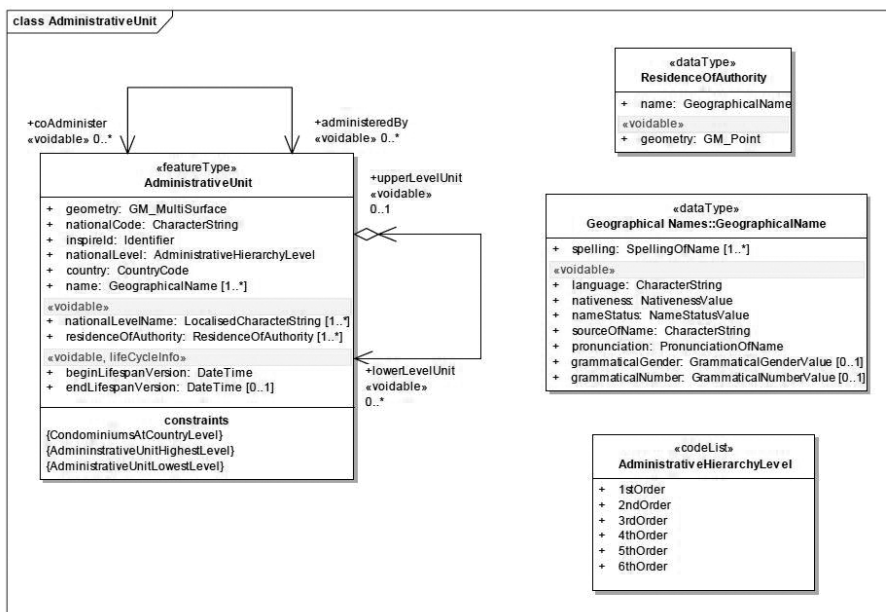 class AdministrativeUnit
+coAdminister
«voidable» 0..*
+administeredBy
«voidable» 0..*
«featureType»
AdministrativeUnit
+ geometry: GM_MultiSurface
+ nationalCode: CharacterString
+ inspireId: Identifier
+ nationalLevel: AdministrativeHierarchyLevel
+ country: CountryCode
+ name: GeographicalName [1..*]
«voidable»
+ nationalLevelName: LocalisedCharacterString [1..*]
+ residenceOfAuthority: ResidenceOfAuthority [1..*]
«voidable, lifeCycleInfo»
+ beginLifespanVersion: DateTime
+ endLifespanVersion: DateTime [0..1]
constraints
{CondominiumsAtCountryLevel}
{AdmininstrativeUnitHighestLevel}
{AdministrativeUnitLowestLevel}
+upperLevelUnit
«voidable»
0..1
+lowerLevelUnit
«voidable»
0..*
«dataType»
ResidenceOfAuthority
+ name: GeographicalName
«voidable»
+ geometry: GM_Point
«dataType»
Geographical Names::GeographicalName
+ spelling: SpellingOfName [1..*]
«voidable»
+ language: CharacterString
+ nativeness: NativenessValue
+ nameStatus: NameStatusValue
+ sourceOfName: CharacterString
+ pronunciation: PronunciationOfName
+ grammaticalGender: GrammaticalGenderValue [0..1]
+ grammaticalNumber: GrammaticalNumberValue [0..1]
«codeList»
AdministrativeHierarchyLevel
+ 1stOrder
+ 2ndOrder
+ 3rdOrder
+ 4thOrder
+ 5thOrder
+ 6thOrder